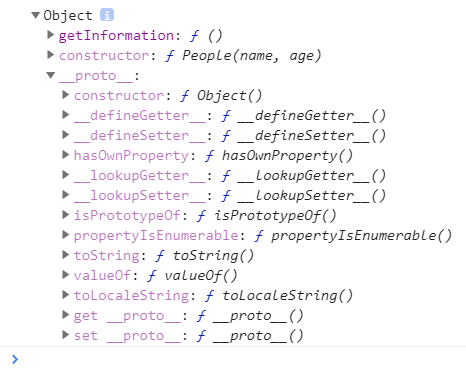 ▼Object i
▶getInformation: ƒ ()
▶constructor: ƒ People(name, age)
▼__proto__:
▶constructor: ƒ Object()
▶__defineGetter__: ƒ __defineGetter__()
▶__defineSetter__: ƒ __defineSetter__()
▶hasOwnProperty: ƒ hasOwnProperty()
▶__lookupGetter__: ƒ __lookupGetter__()
▶__lookupSetter__: ƒ __lookupSetter__()
▶isPrototypeOf: ƒ isPrototypeOf()
▶propertyIsEnumerable: ƒ propertyIsEnumerable()
▶toString: ƒ toString()
▶valueOf: ƒ valueOf()
▶toLocaleString: ƒ toLocaleString()
▶get __proto__: ƒ __proto__()
▶set __proto__: ƒ __proto__()
>